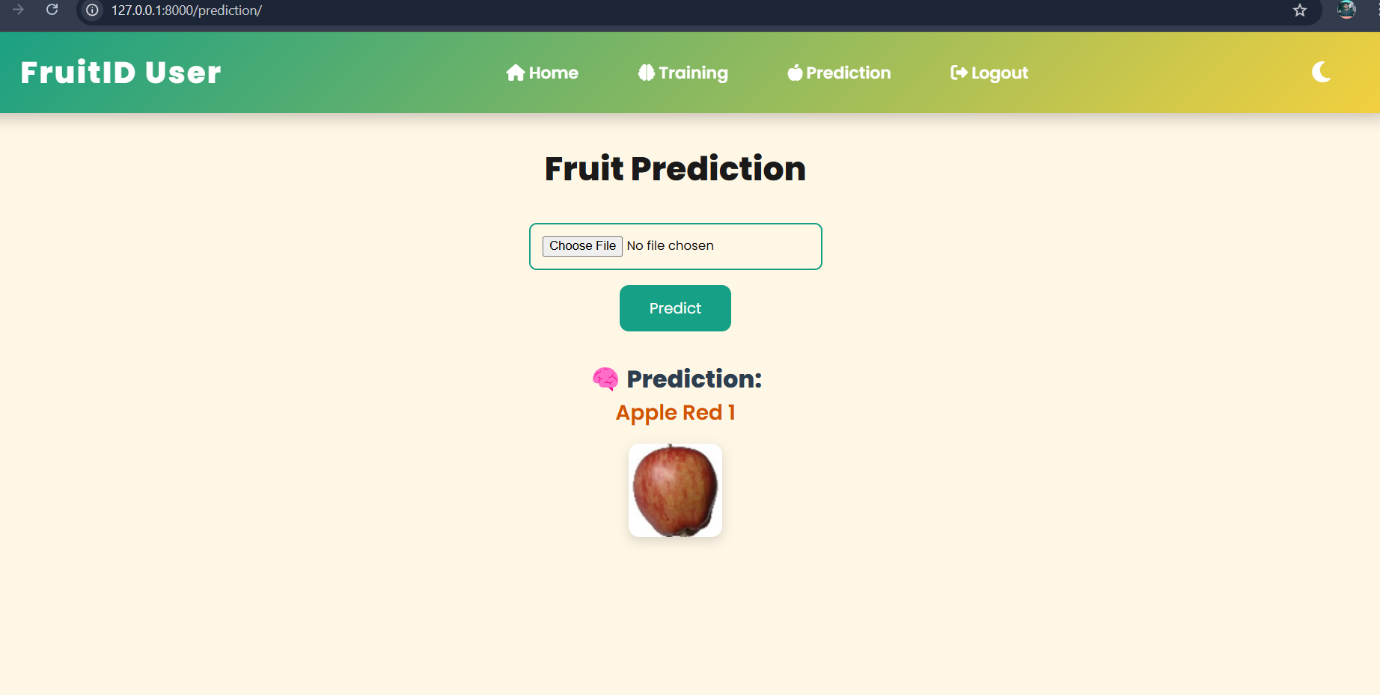 127.0.0.1:8000/prediction/
FruitID User
Home
Training
Prediction
Logout
Fruit Prediction
Choose File No file chosen
Predict
Prediction:
Apple Red 1